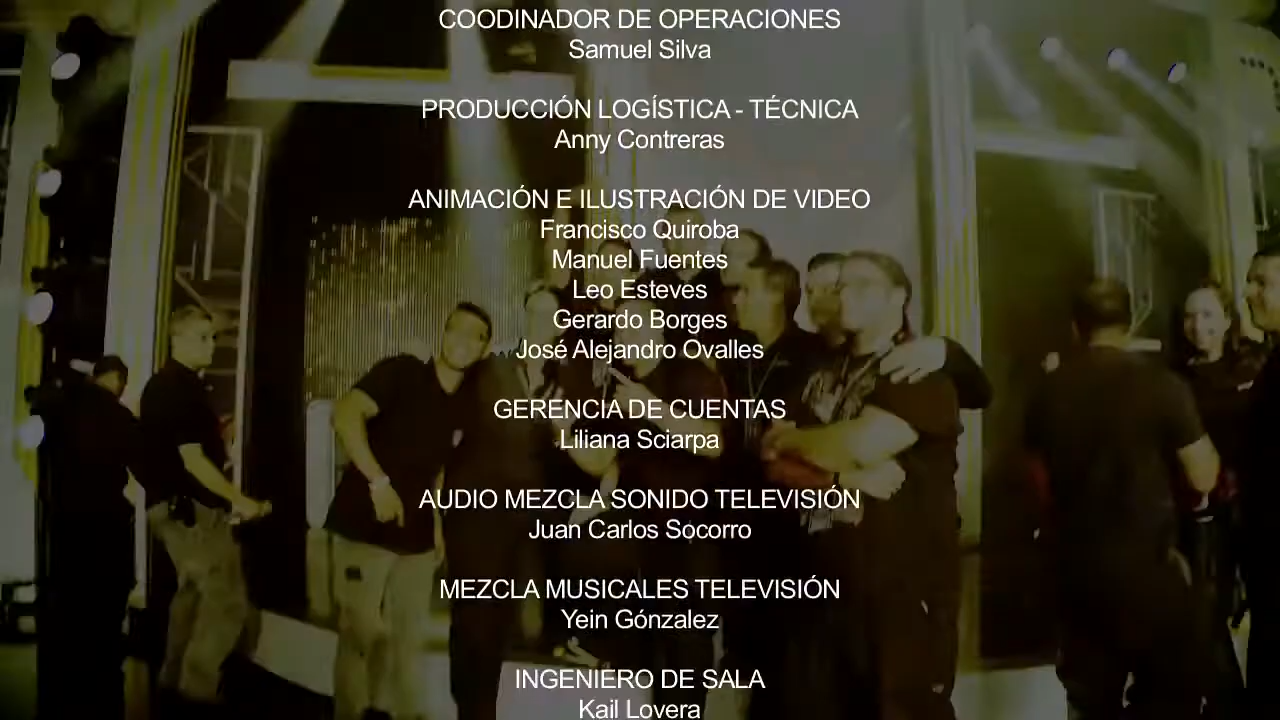 COODINADOR DE OPERACIONES
Samuel Silva
PRODUCCIÓN LOGÍSTICA - TÉCNICA
Anny Contreras
ANIMACIÓN E ILUSTRACIÓN DE VIDEO
Francisco Quiroba
Manuel Fuentes
Leo Esteves
Gerardo Borges
José Alejandro Ovalles
GERENCIA DE CUENTAS
Liliana Sciarpa
AUDIO MEZCLA SONIDO TELEVISIÓN
Juan Carlos Socorro
MEZCLA MUSICALES TELEVISIÓN
Yein Gónzalez
INGENIERO DE SALA
Kail Lovera